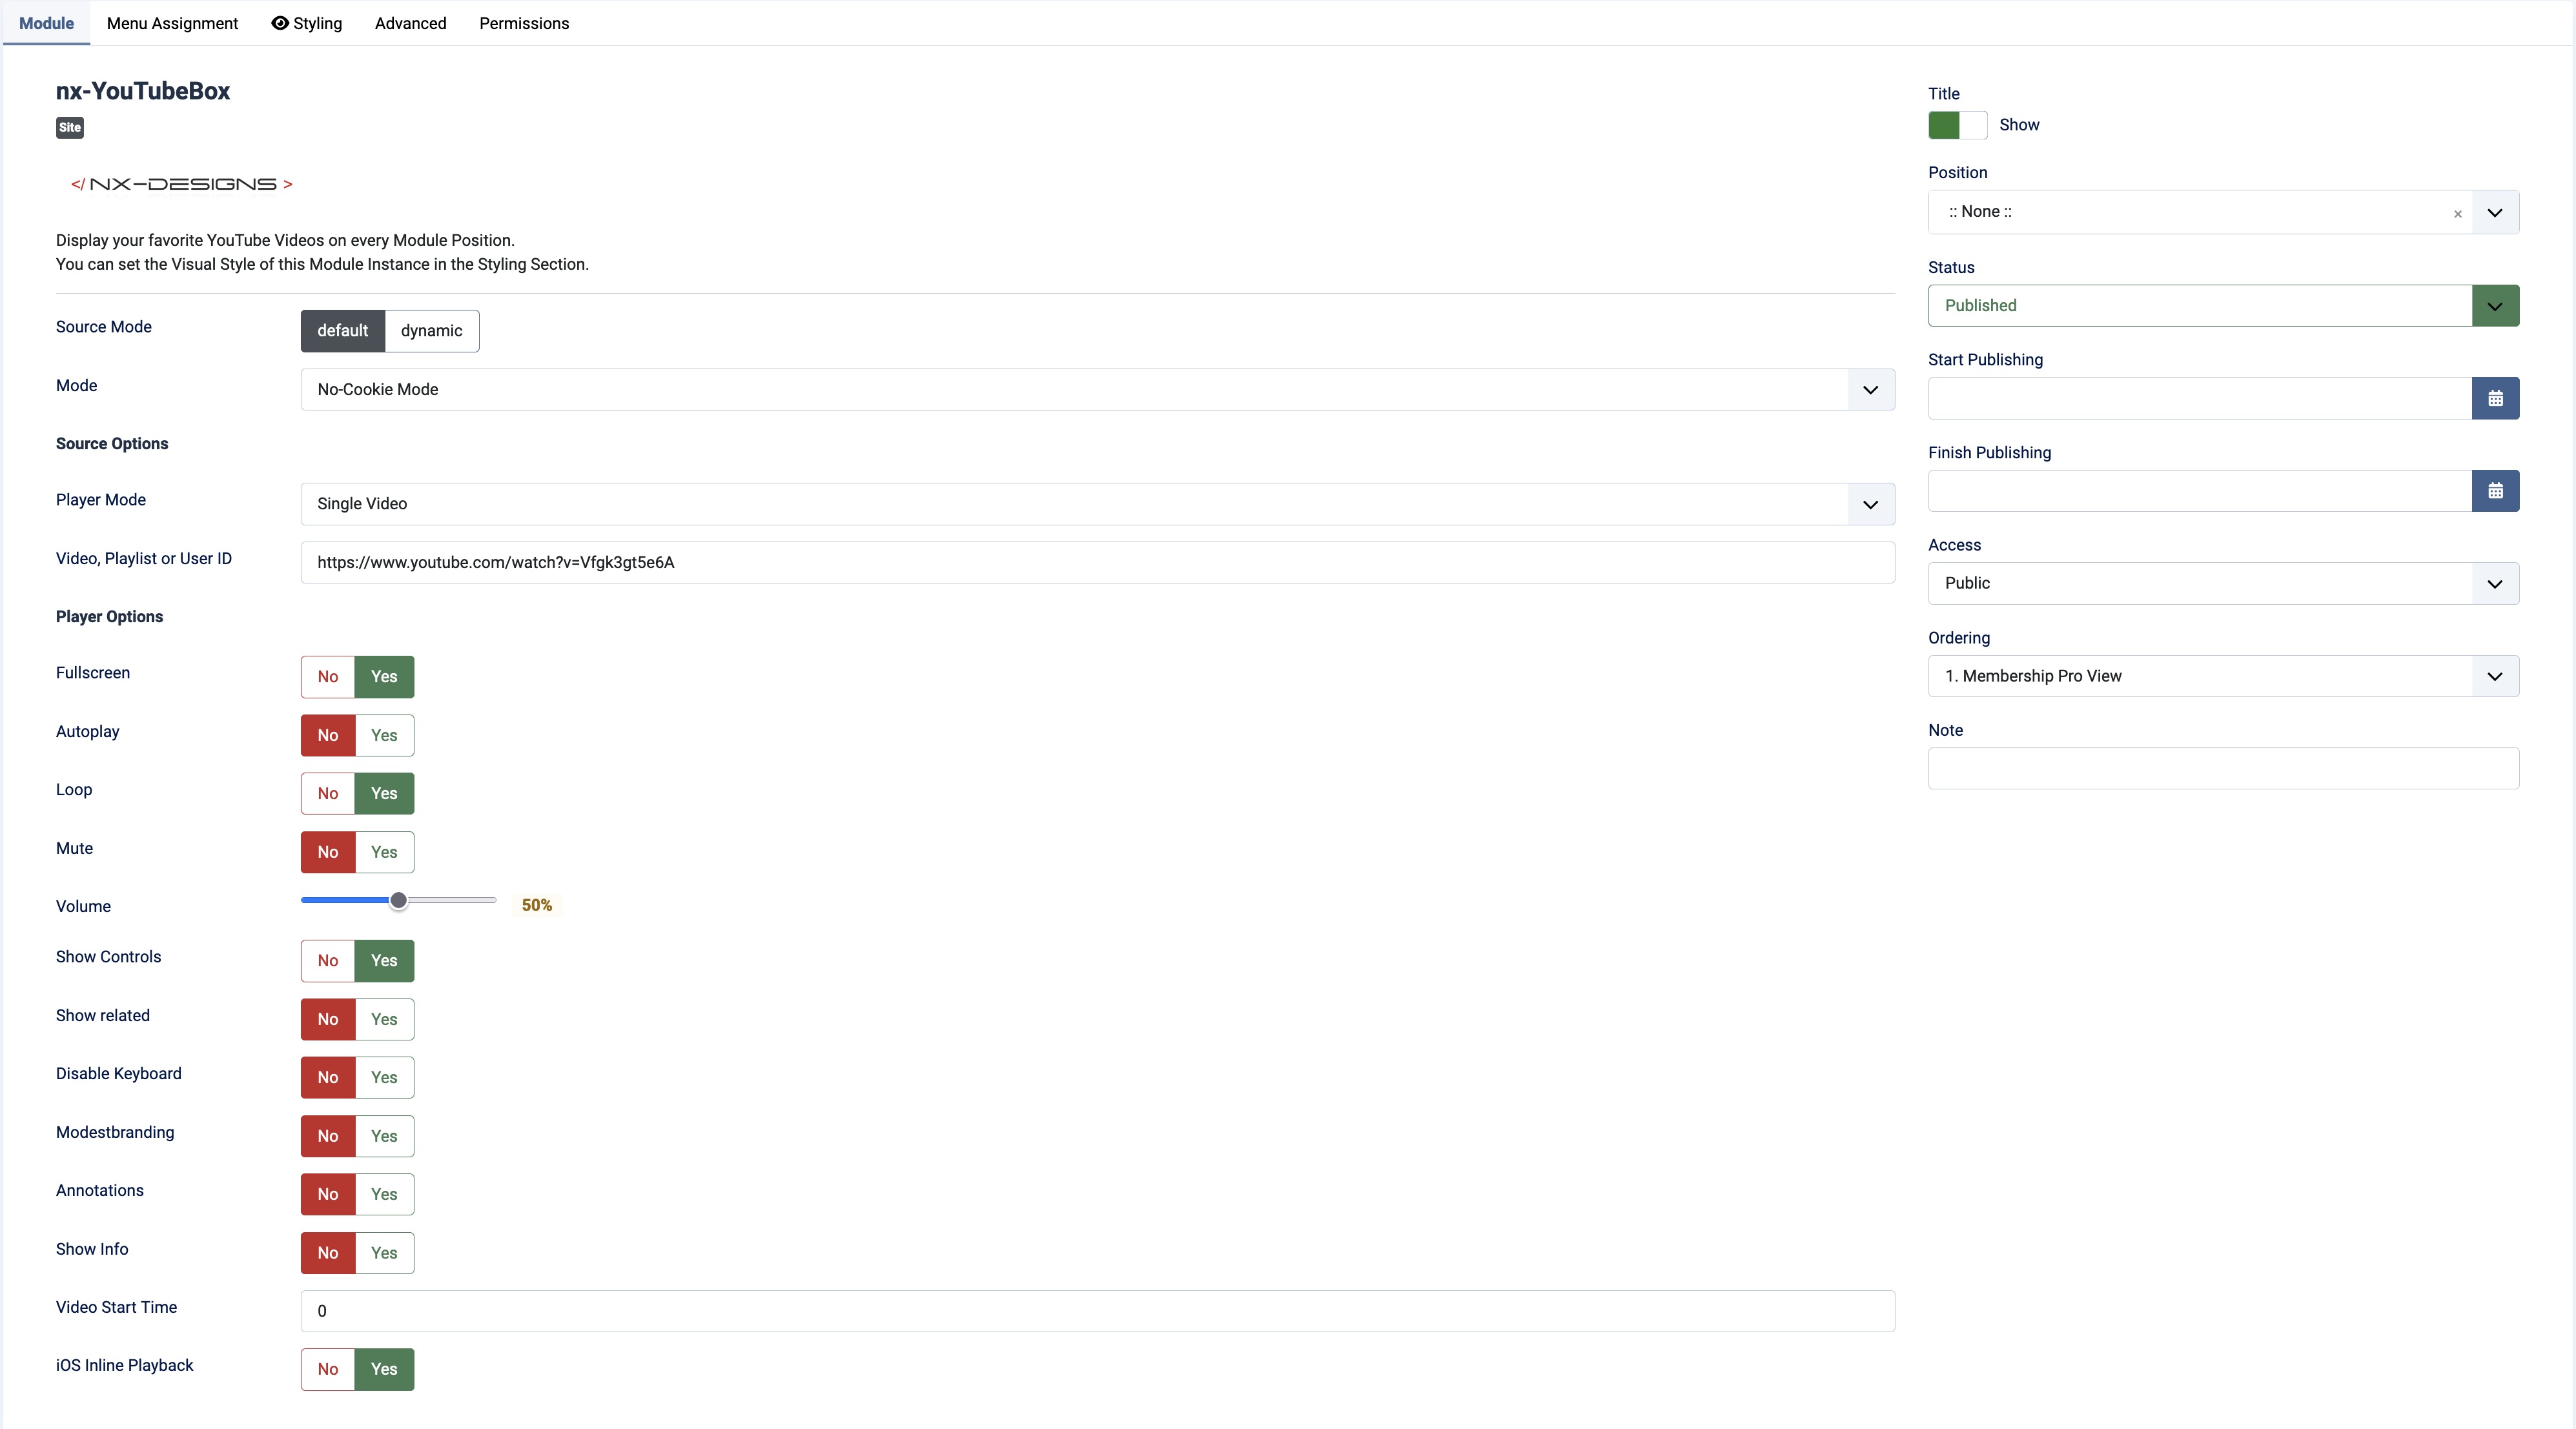 Module Menu Assignment Styling Advanced Permissions
nx-YouTubeBox
Site
</ NX-DESIGNS >
Display your favorite YouTube Videos on every Module Position.
You can set the Visual Style of this Module Instance in the Styling Section.
Source Mode default dynamic
Mode No-Cookie Mode
Source Options
Player Mode Single Video
Video, Playlist or User ID https://www.youtube.com/watch?v=Vfgk3gt5e6A
Player Options
Fullscreen No Yes
Autoplay No Yes
Loop No Yes
Mute No Yes
Volume 50%
Show Controls No Yes
Show related No Yes
Disable Keyboard No Yes
Modestbranding No Yes
Annotations No Yes
Show Info No Yes
Video Start Time 0
iOS Inline Playback No Yes
Title
Show
Position
:: None :: ×
Status
Published
Start Publishing
Finish Publishing
Access
Public
Ordering
1. Membership Pro View
Note